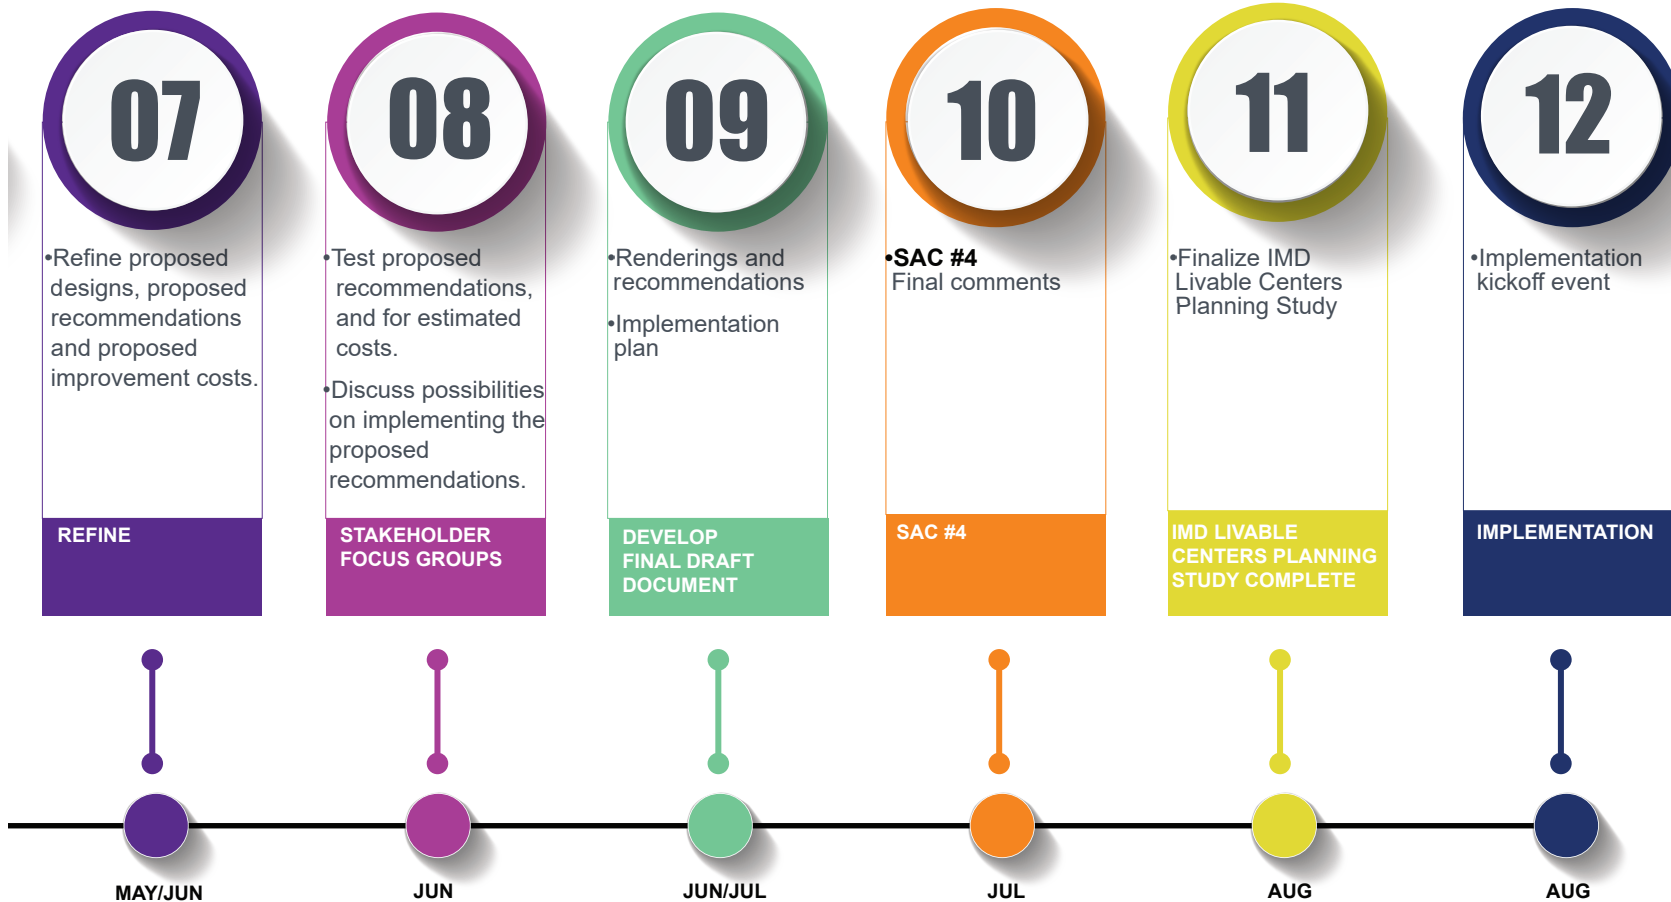 07
•Refine proposed
designs, proposed
recommendations
and proposed
improvement costs.
REFINE
MAY/JUN
08
•Test proposed
recommendations,
and for estimated
costs.
•Discuss possibilities
on implementing the
proposed
recommendations.
STAKEHOLDER
FOCUS GROUPS
JUN
09
•Renderings and
recommendations
•Implementation
plan
DEVELOP
FINAL DRAFT
DOCUMENT
JUN/JUL
10
•SAC #4
Final comments
SAC #4
JUL
11
•Finalize IMD
Livable Centers
Planning Study
IMD LIVABLE
CENTERS PLANNING
STUDY COMPLETE
AUG
12
•Implementation
kickoff event
IMPLEMENTATION
AUG